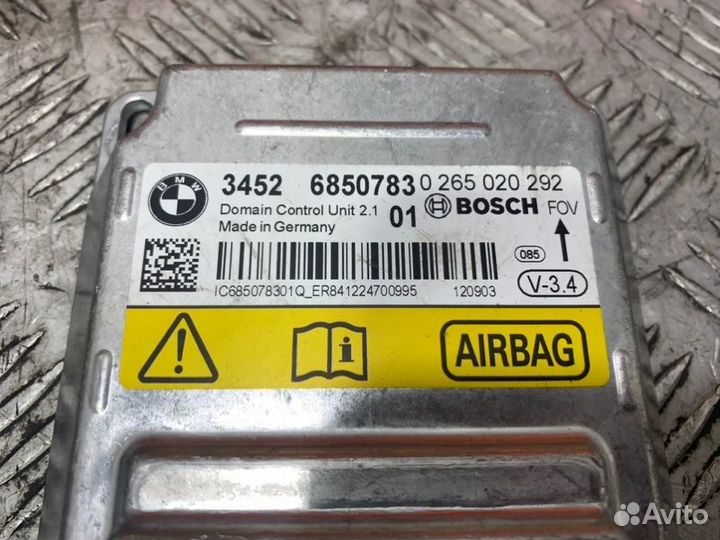 BMW
3452 6850783 0 265 020 292
Domain Control Unit 2.1 01 BOSCH FOV
Made in Germany
085
V-3.4
IC685078301Q_ER841224700995 120903
i
AIRBAG
Avito